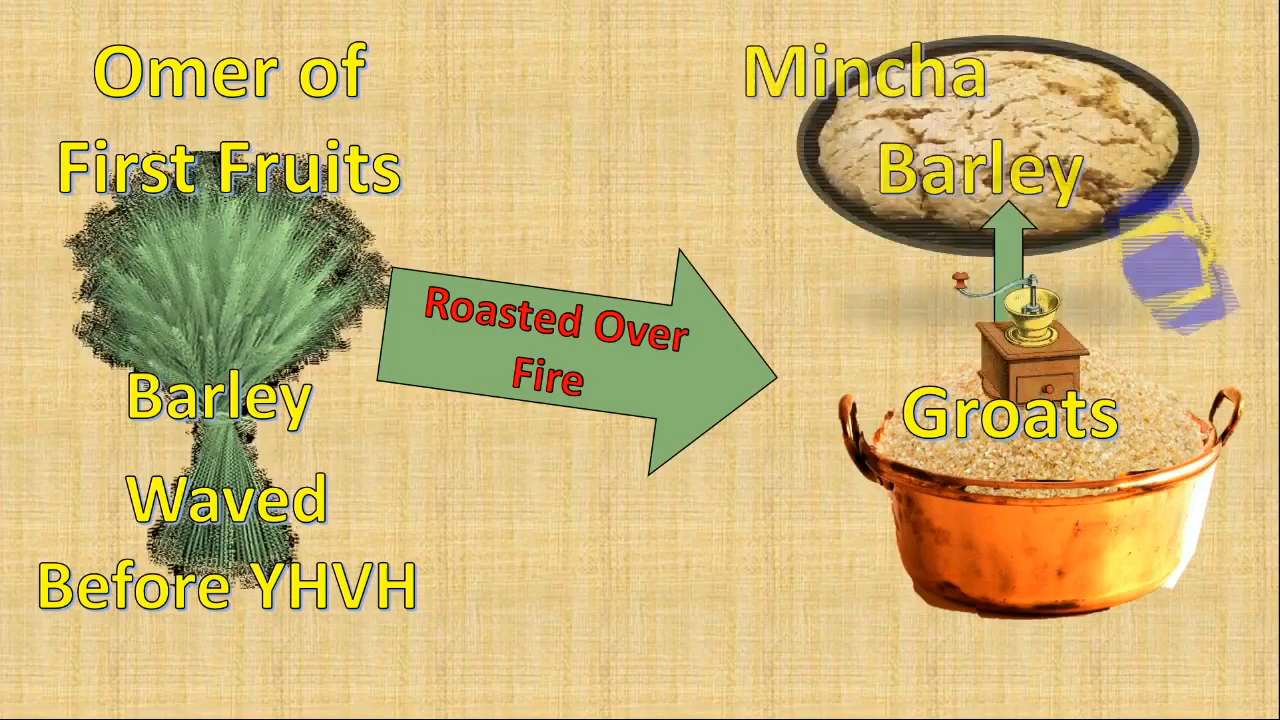 Omer of
First Fruits
Barley
Waved
Before YHVH
Roasted Over
Fire
Mincha
Barley
Groats